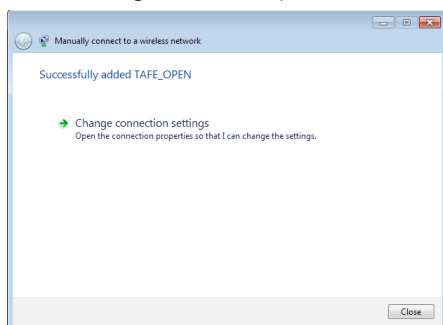 Manually connect to a wireless network
Successfully added TAFE_OPEN
Change connection settings
Open the connection properties so that I can change the settings.
Close